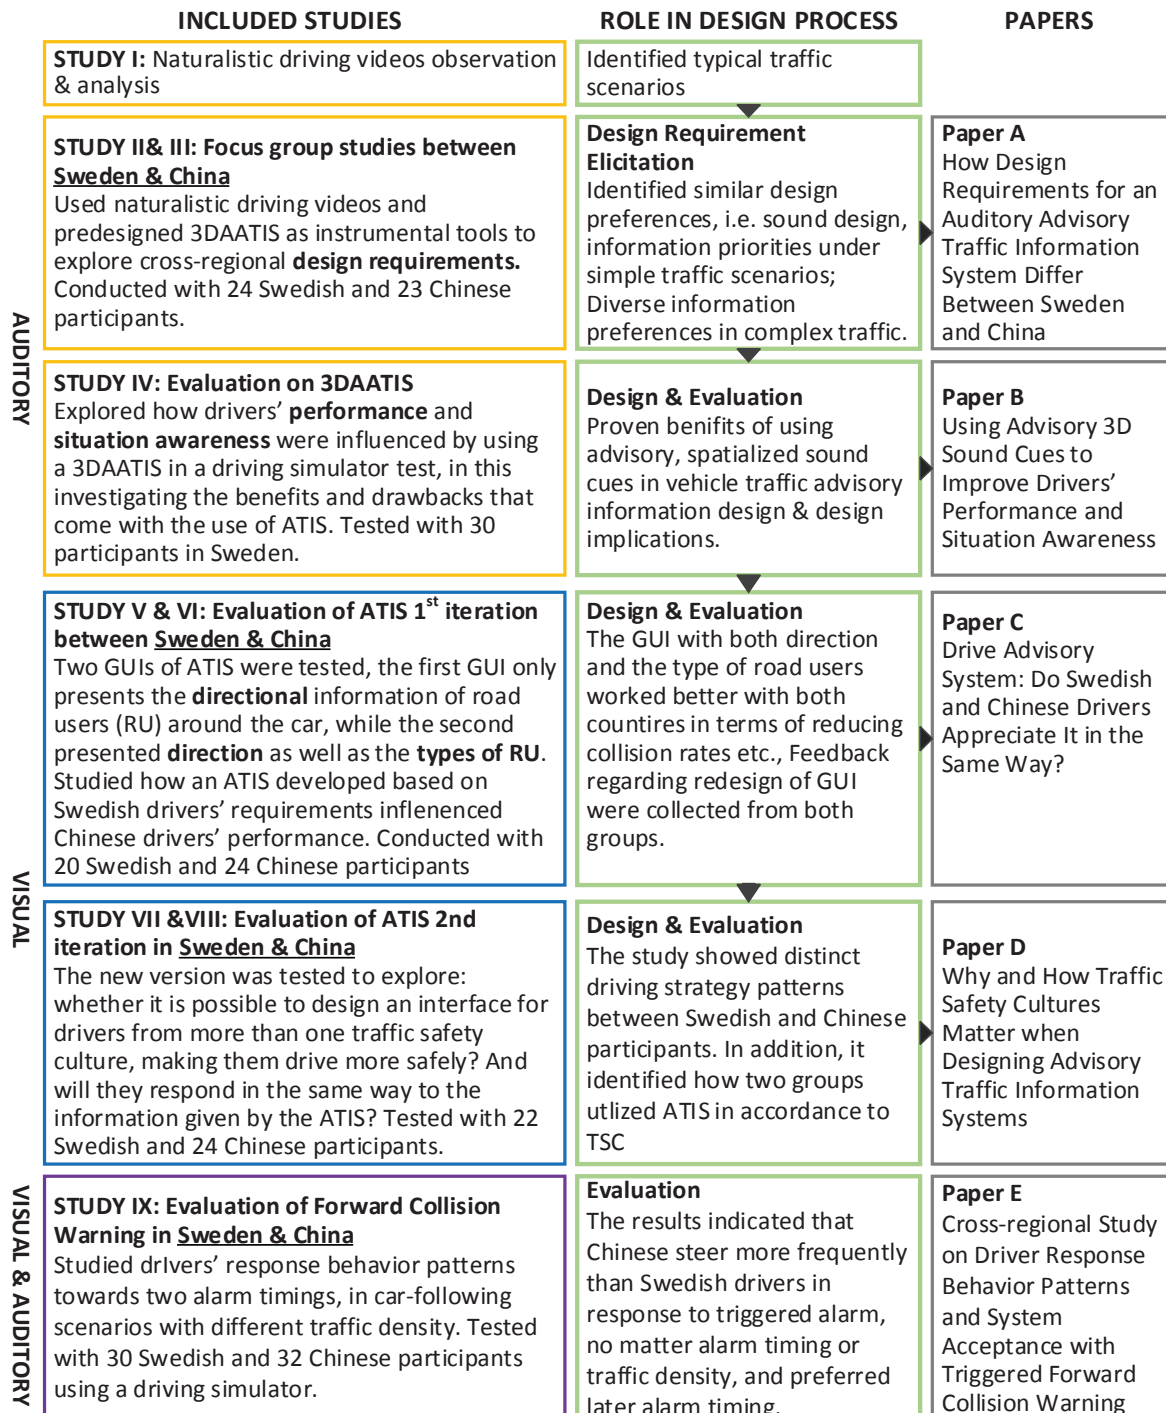 INCLUDED STUDIES
ROLE IN DESIGN PROCESS
PAPERS
AUDITORY
STUDY I: Naturalistic driving videos observation
& analysis
Identified typical traffic
scenarios
STUDY II& III: Focus group studies between
Sweden & China
Used naturalistic driving videos and
predesigned 3DAATIS as instrumental tools to
explore cross-regional design requirements.
Conducted with 24 Swedish and 23 Chinese
participants.
Design Requirement
Elicitation
Identified similar design
preferences, i.e. sound design,
information priorities under
simple traffic scenarios;
Diverse information
preferences in complex traffic.
Paper A
How Design
Requirements for an
Auditory Advisory
Traffic Information
System Differ
Between Sweden
and China
STUDY IV: Evaluation on 3DAATIS
Explored how drivers’ performance and
situation awareness were influenced by using
a 3DAATIS in a driving simulator test, in this
investigating the benefits and drawbacks that
come with the use of ATIS. Tested with 30
participants in Sweden.
Design & Evaluation
Proven benifits of using
advisory, spatialized sound
cues in vehicle traffic advisory
information design & design
implications.
Paper B
Using Advisory 3D
Sound Cues to
Improve Drivers’
Performance and
Situation Awareness
VISUAL
STUDY V & VI: Evaluation of ATIS 1st iteration
between Sweden & China
Two GUIs of ATIS were tested, the first GUI only
presents the directional information of road
users (RU) around the car, while the second
presented direction as well as the types of RU.
Studied how an ATIS developed based on
Swedish drivers’ requirements inflenenced
Chinese drivers’ performance. Conducted with
20 Swedish and 24 Chinese participants
Design & Evaluation
The GUI with both direction
and the type of road users
worked better with both
countires in terms of reducing
collision rates etc., Feedback
regarding redesign of GUI
were collected from both
groups.
Paper C
Drive Advisory
System: Do Swedish
and Chinese Drivers
Appreciate It in the
Same Way?
STUDY VII &VIII: Evaluation of ATIS 2nd
iteration in Sweden & China
The new version was tested to explore:
whether it is possible to design an interface for
drivers from more than one traffic safety
culture, making them drive more safely? And
will they respond in the same way to the
information given by the ATIS? Tested with 22
Swedish and 24 Chinese participants.
Design & Evaluation
The study showed distinct
driving strategy patterns
between Swedish and Chinese
participants. In addition, it
identified how two groups
utlized ATIS in accordance to
TSC
Paper D
Why and How Traffic
Safety Cultures
Matter when
Designing Advisory
Traffic Information
Systems
VISUAL & AUDITORY
STUDY IX: Evaluation of Forward Collision
Warning in Sweden & China
Studied drIvers’ response behavior patterns
towards two alarm timings, in car-following
scenarios with different traffic density. Tested
with 30 Swedish and 32 Chinese participants
using a driving simulator.
Evaluation
The results indicated that
Chinese steer more frequently
than Swedish drivers in
response to triggered alarm,
no matter alarm timing or
traffic density, and preferred
later alarm timing.
Paper E
Cross-regional Study
on Driver Response
Behavior Patterns
and System
Acceptance with
Triggered Forward
Collision Warning